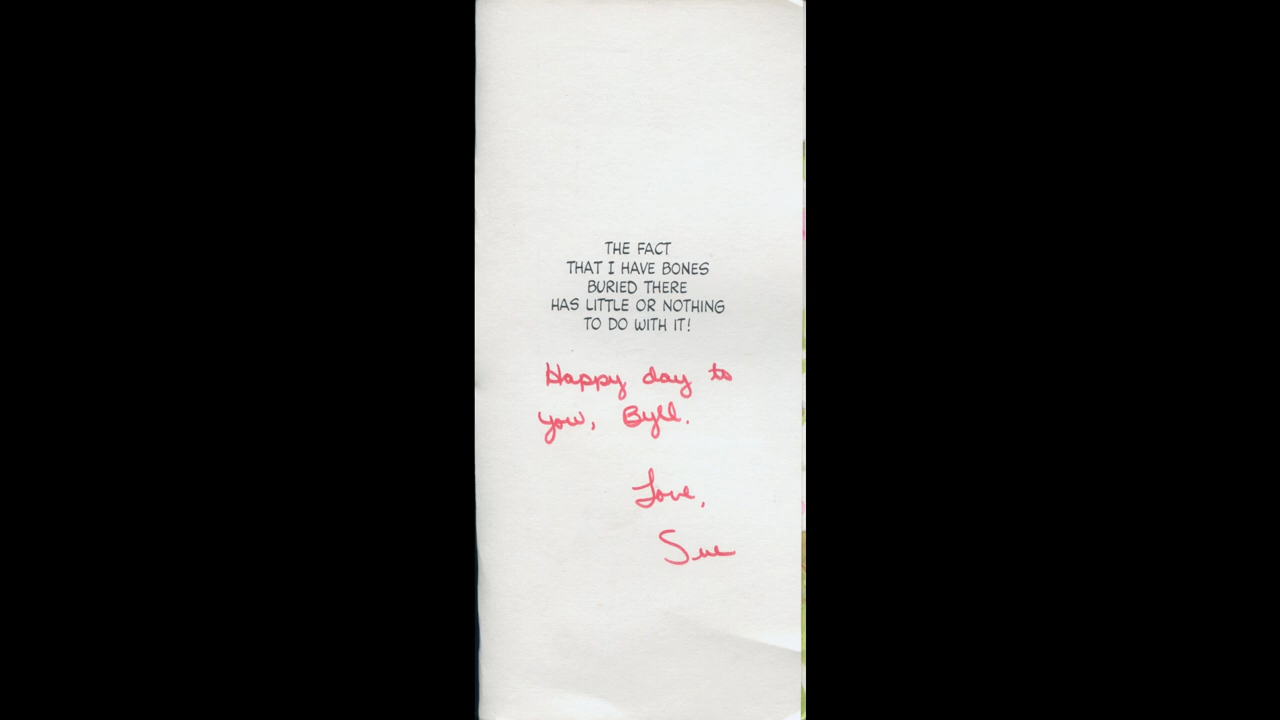 THE FACT
THAT I HAVE BONES
BURIED THERE
HAS LITTLE OR NOTHING
TO DO WITH IT!
Happy day to
you, Byll.
Love,
Sue